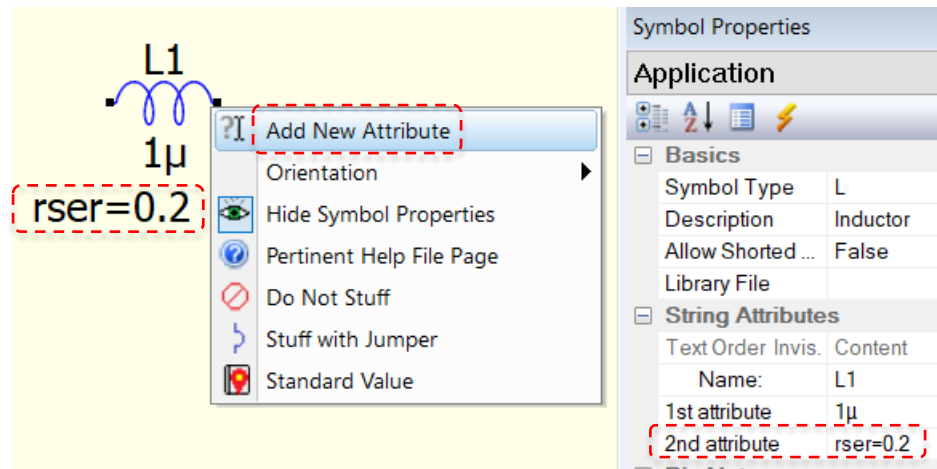 L1
1µ
rser=0.2
Add New Attribute
Orientation
Hide Symbol Properties
Pertinent Help File Page
Do Not Stuff
Stuff with Jumper
Standard Value
Symbol Properties
Application
Basics
Symbol Type L
Description Inductor
Allow Shorted ... False
Library File
String Attributes
Text Order Invis. Content
Name: L1
1st attribute 1µ
2nd attribute rser=0.2